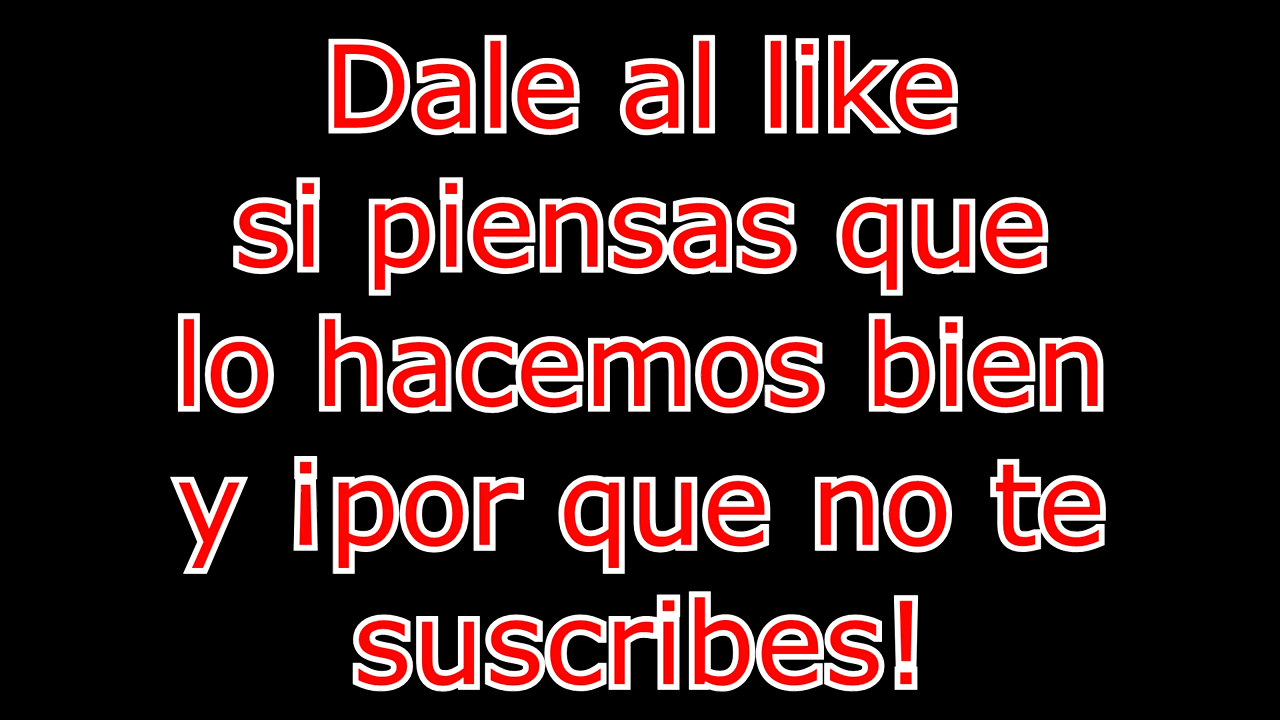 Dale al like
si piensas que
lo hacemos bien
y ¡por que no te
suscribes!